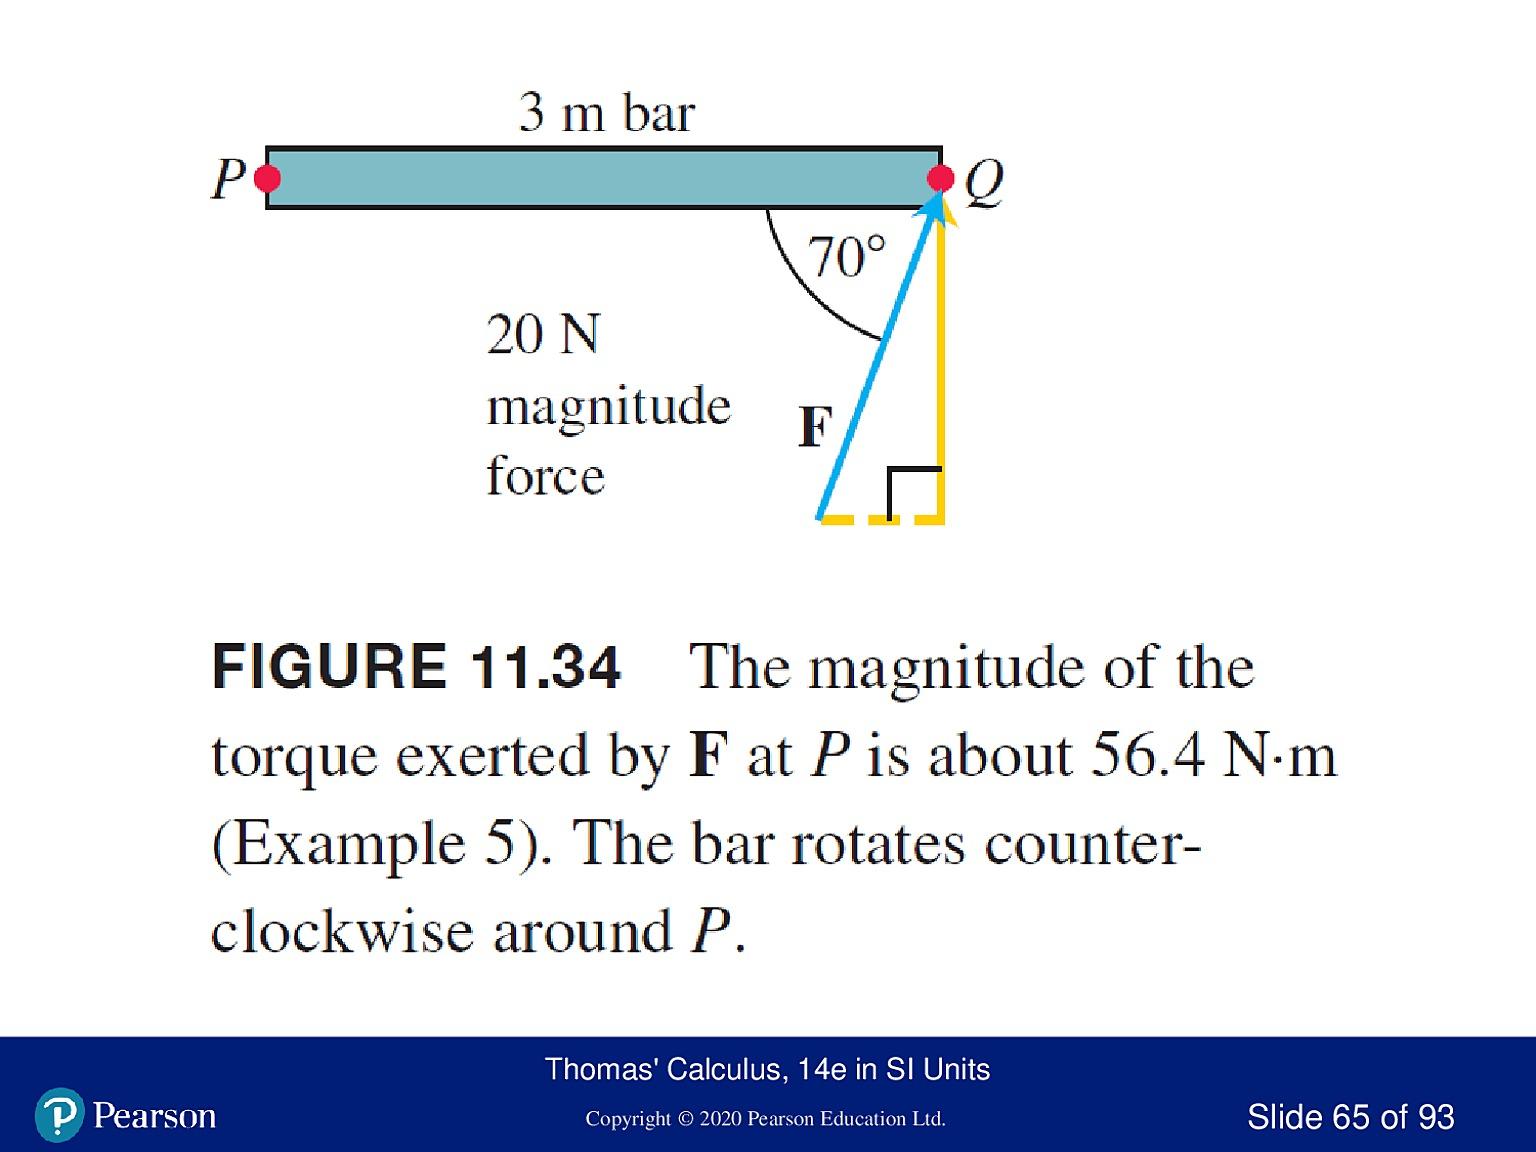 3 m bar
P
Q
70°
20 N
magnitude
force
F
FIGURE 11.34 The magnitude of the
torque exerted by F at P is about 56.4 N·m
(Example 5). The bar rotates counter-
clockwise around P.
Thomas' Calculus, 14e in SI Units
Pearson
Copyright © 2020 Pearson Education Ltd.
Slide 65 of 93